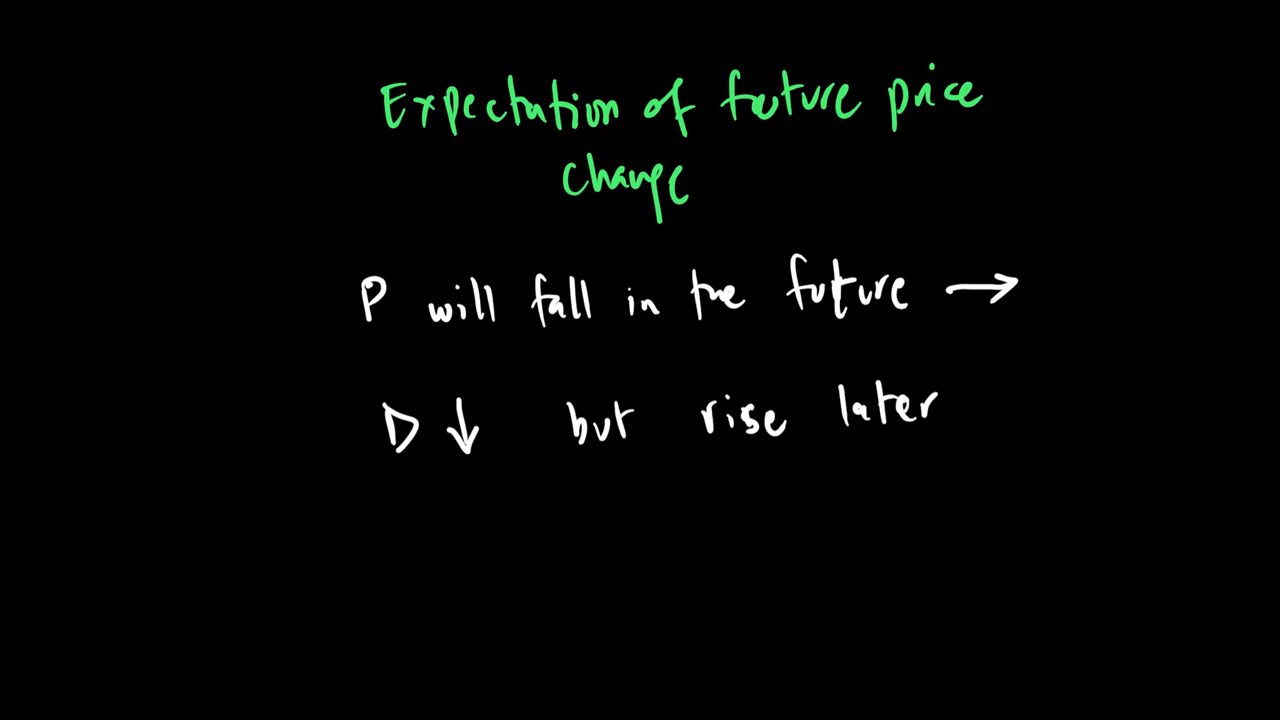 Expectation of future price
change
P will fall in the future →
D ↓ but rise later